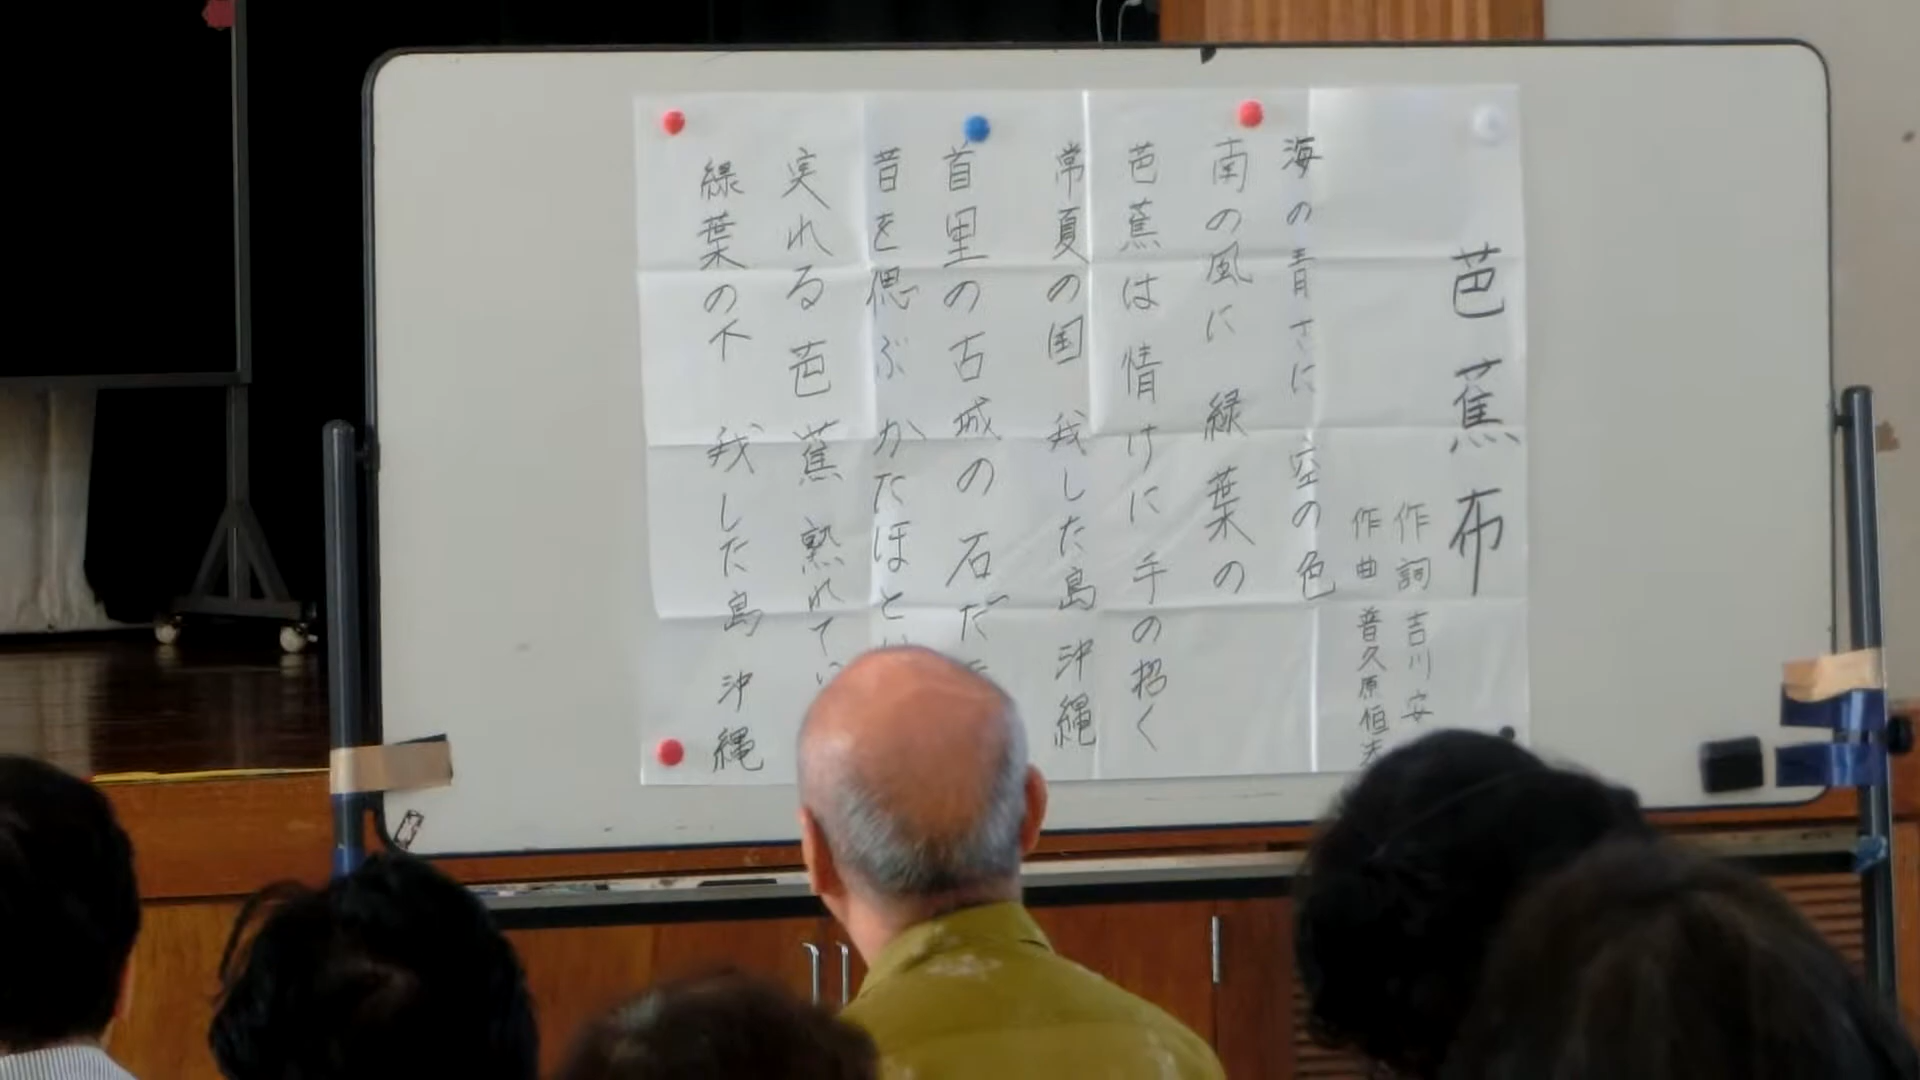 芭蕉布
作詞 吉川安
作曲 普久原恒夫
海の青さに 空の色
南の風に 緑葉の
芭蕉は情けに手の招く
常夏の国 我した島沖縄
首里の古城の石だ
昔を偲ぶ かたほと
実れる芭蕉 熟れてい
緑葉の下 我した島 沖縄